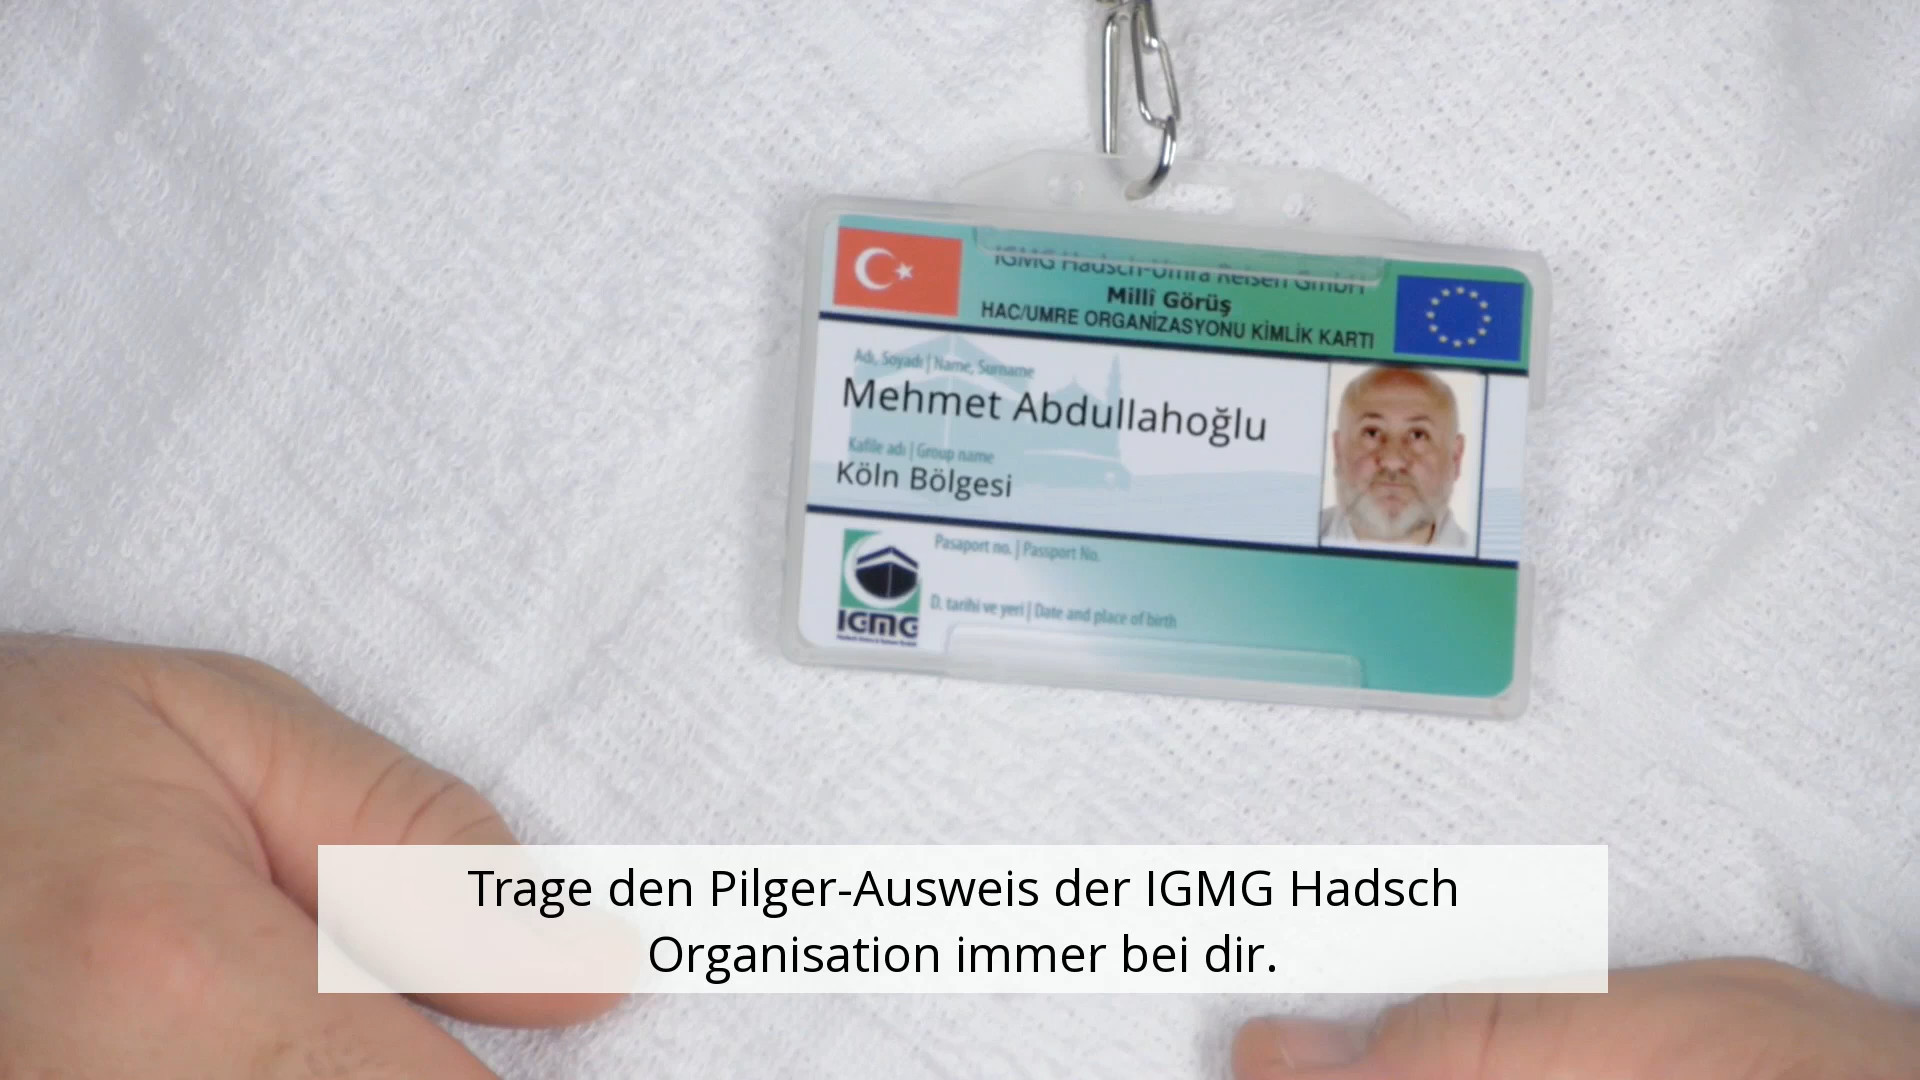 IGMG Hadsch-Umra Reisen GmbH
Millî Görüş
HAC/UMRE ORGANİZASYONU KİMLİK KARTI
Adı, Soyadı | Name, Surname
Mehmet Abdullahoğlu
Kafile adı | Group name
Köln Bölgesi
Pasaport no. | Passport No.
D. tarihi ve yeri | Date and place of birth
IGMG
Trage den Pilger-Ausweis der IGMG Hadsch
Organisation immer bei dir.